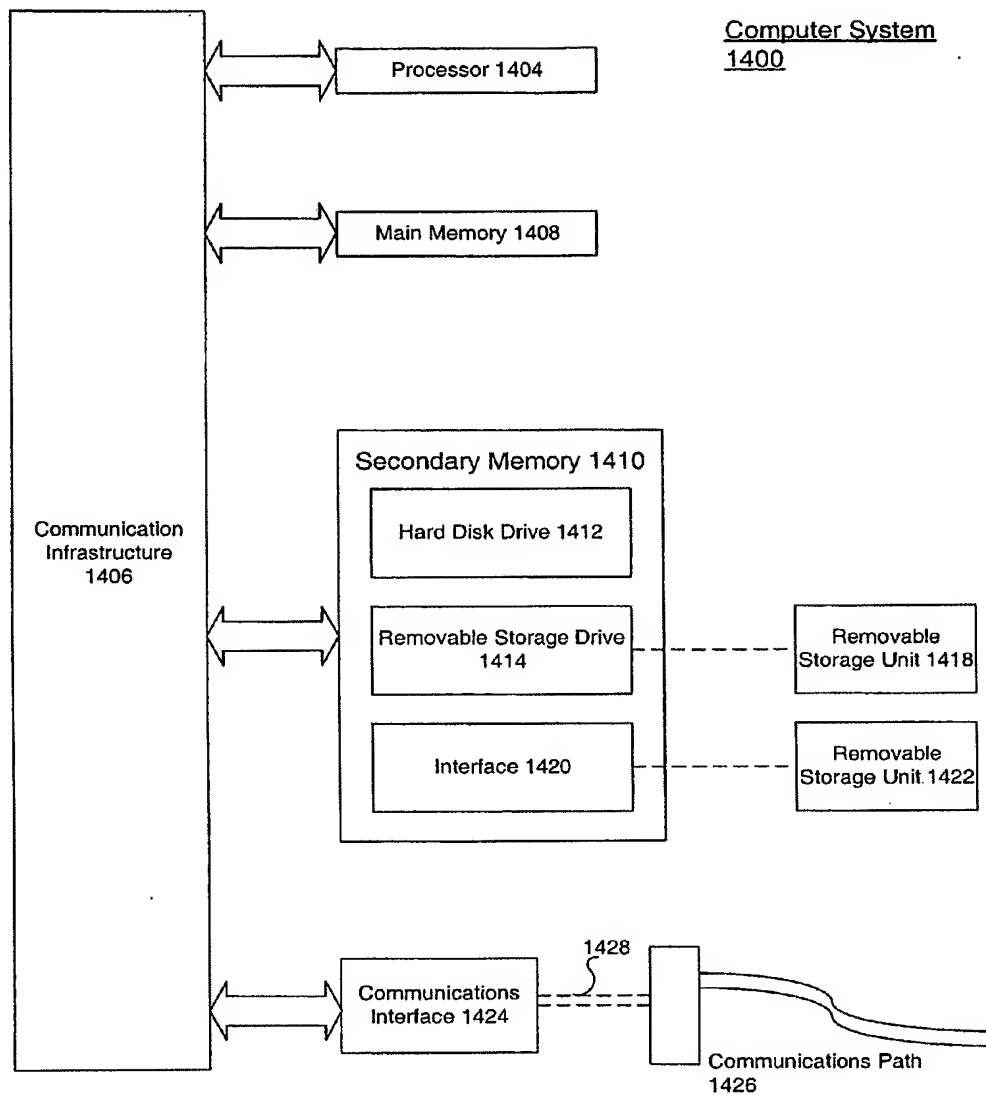 Computer System
1400
Processor 1404
Main Memory 1408
Secondary Memory 1410
Hard Disk Drive 1412
Communication
Infrastructure
1406
Removable Storage Drive
1414
Removable
Storage Unit 1418
Interface 1420
Removable
Storage Unit 1422
1428
Communications
Interface 1424
Communications Path
1426